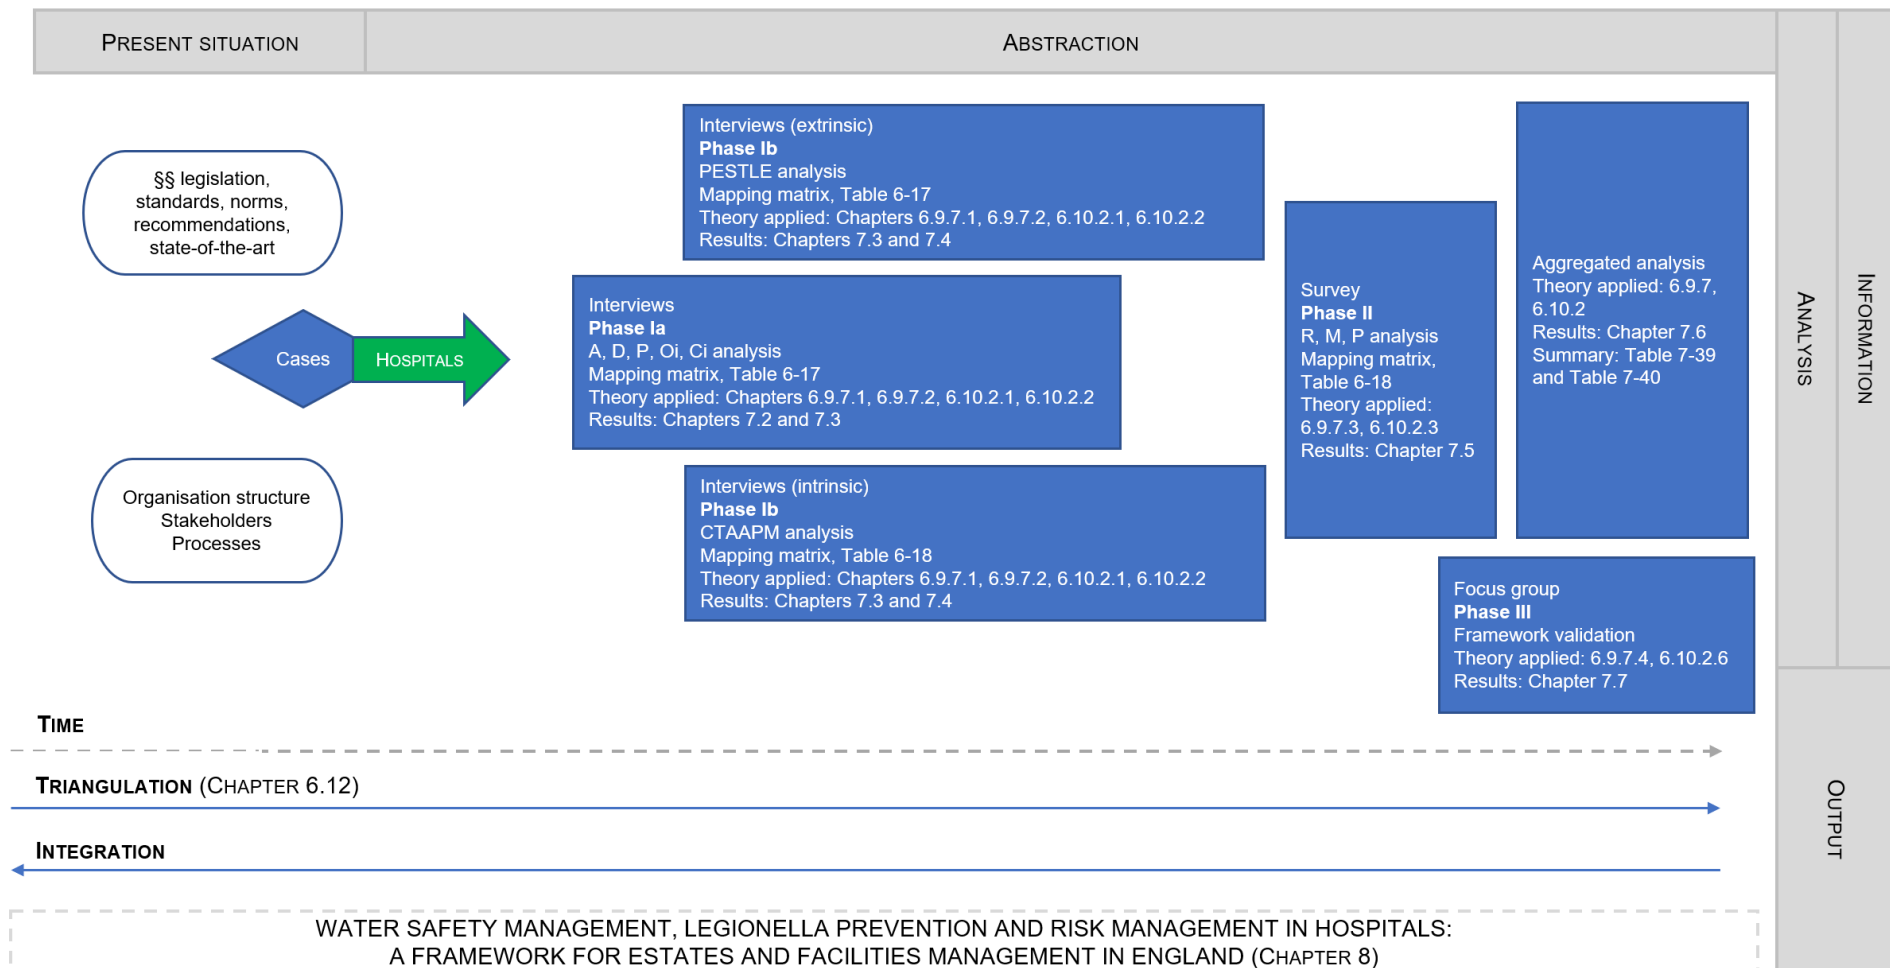 PRESENT SITUATION
ABSTRACTION
ANALYSIS
INFORMATION
OUTPUT
§§ legislation,
standards, norms,
recommendations,
state-of-the-art
Cases
HOSPITALS
Organisation structure
Stakeholders
Processes
Interviews (extrinsic)
Phase Ib
PESTLE analysis
Mapping matrix, Table 6-17
Theory applied: Chapters 6.9.7.1, 6.9.7.2, 6.10.2.1, 6.10.2.2
Results: Chapters 7.3 and 7.4
Interviews
Phase Ia
A, D, P, Oi, Ci analysis
Mapping matrix, Table 6-17
Theory applied: Chapters 6.9.7.1, 6.9.7.2, 6.10.2.1, 6.10.2.2
Results: Chapters 7.2 and 7.3
Interviews (intrinsic)
Phase Ib
CTAAPM analysis
Mapping matrix, Table 6-18
Theory applied: Chapters 6.9.7.1, 6.9.7.2, 6.10.2.1, 6.10.2.2
Results: Chapters 7.3 and 7.4
Survey
Phase II
R, M, P analysis
Mapping matrix,
Table 6-18
Theory applied:
6.9.7.3, 6.10.2.3
Results: Chapter 7.5
Aggregated analysis
Theory applied: 6.9.7,
6.10.2
Results: Chapter 7.6
Summary: Table 7-39
and Table 7-40
Focus group
Phase III
Framework validation
Theory applied: 6.9.7.4, 6.10.2.6
Results: Chapter 7.7
TIME
TRIANGULATION (CHAPTER 6.12)
INTEGRATION
WATER SAFETY MANAGEMENT, LEGIONELLA PREVENTION AND RISK MANAGEMENT IN HOSPITALS:
A FRAMEWORK FOR ESTATES AND FACILITIES MANAGEMENT IN ENGLAND (CHAPTER 8)